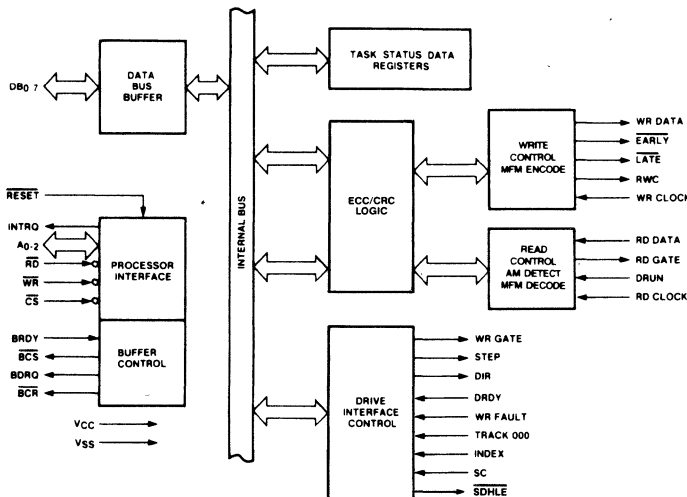 DB0-7
DATA
BUS
BUFFER
INTERNAL BUS
TASK STATUS DATA
REGISTERS
ECC/CRC
LOGIC
WRITE
CONTROL
MFM ENCODE
WR DATA
EARLY
LATE
RWC
WR CLOCK
READ
CONTROL
AM DETECT
MFM DECODE
RD DATA
RD GATE
DRUN
RD CLOCK
RESET
INTRQ
A0-2
RD
WR
CS
PROCESSOR
INTERFACE
BRDY
BCS
BDRQ
BCR
BUFFER
CONTROL
VCC
VSS
DRIVE
INTERFACE
CONTROL
WR GATE
STEP
DIR
DRDY
WR FAULT
TRACK 000
INDEX
SC
SDHLE